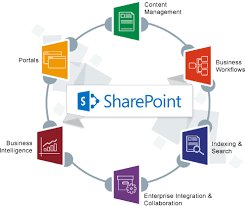 Content
Management
Portals
Business
Workflows
S
SharePoint
Indexing &
Search
Business
Intelligence
Enterprise Integration &
Collaboration